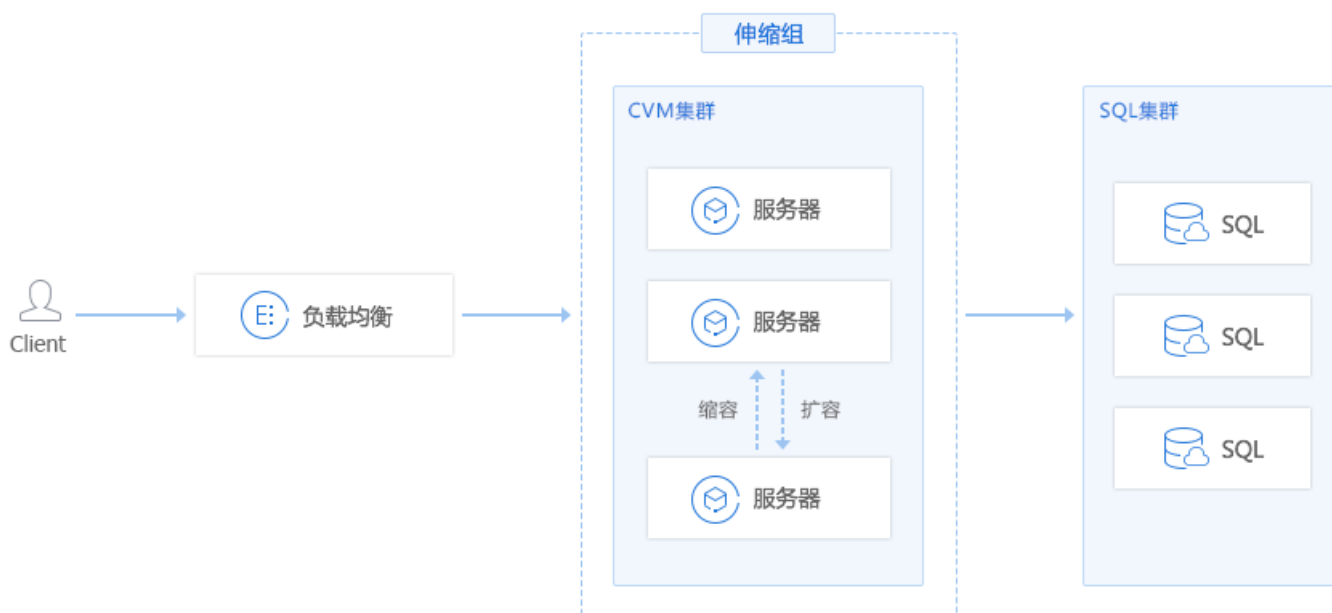 伸缩组
CVM集群
SQL集群
服务器
SQL
Client
负载均衡
服务器
SQL
缩容
扩容
服务器
SQL